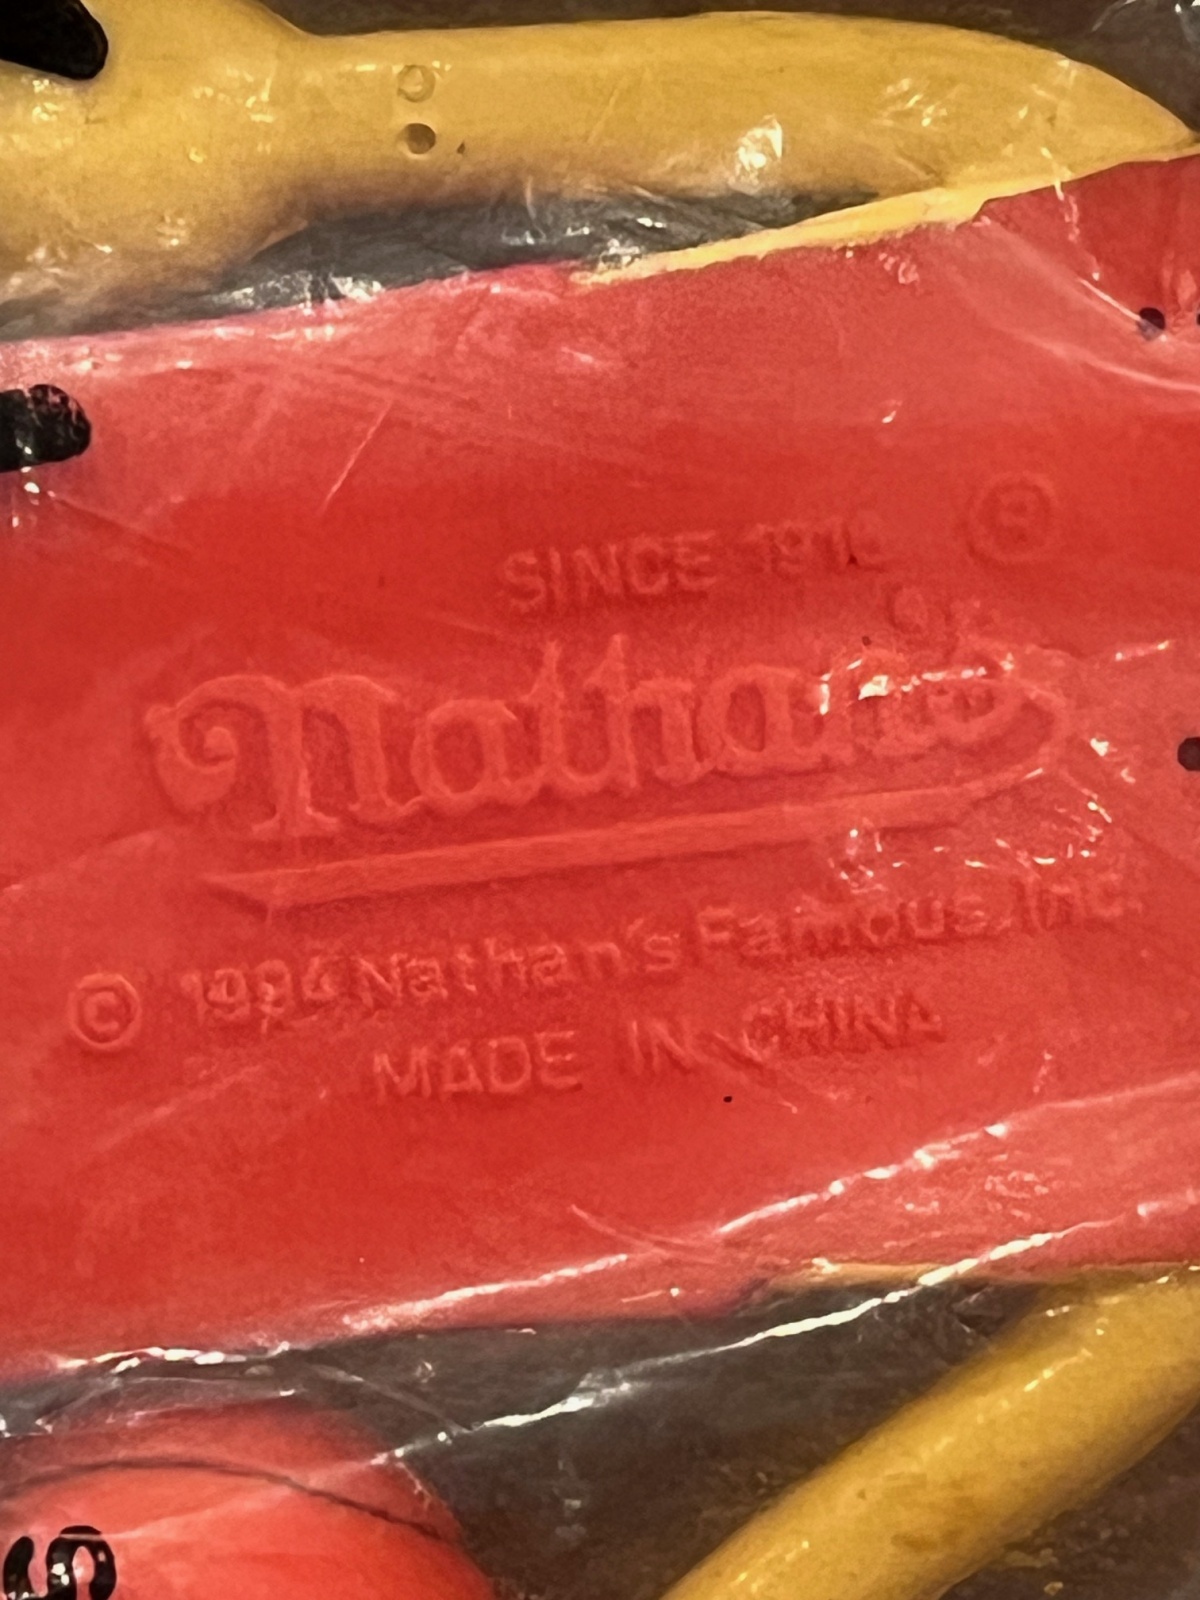 SINCE 1916 ®
Nathan's
© 1994 Nathan's Famous, Inc.
MADE IN CHINA
S